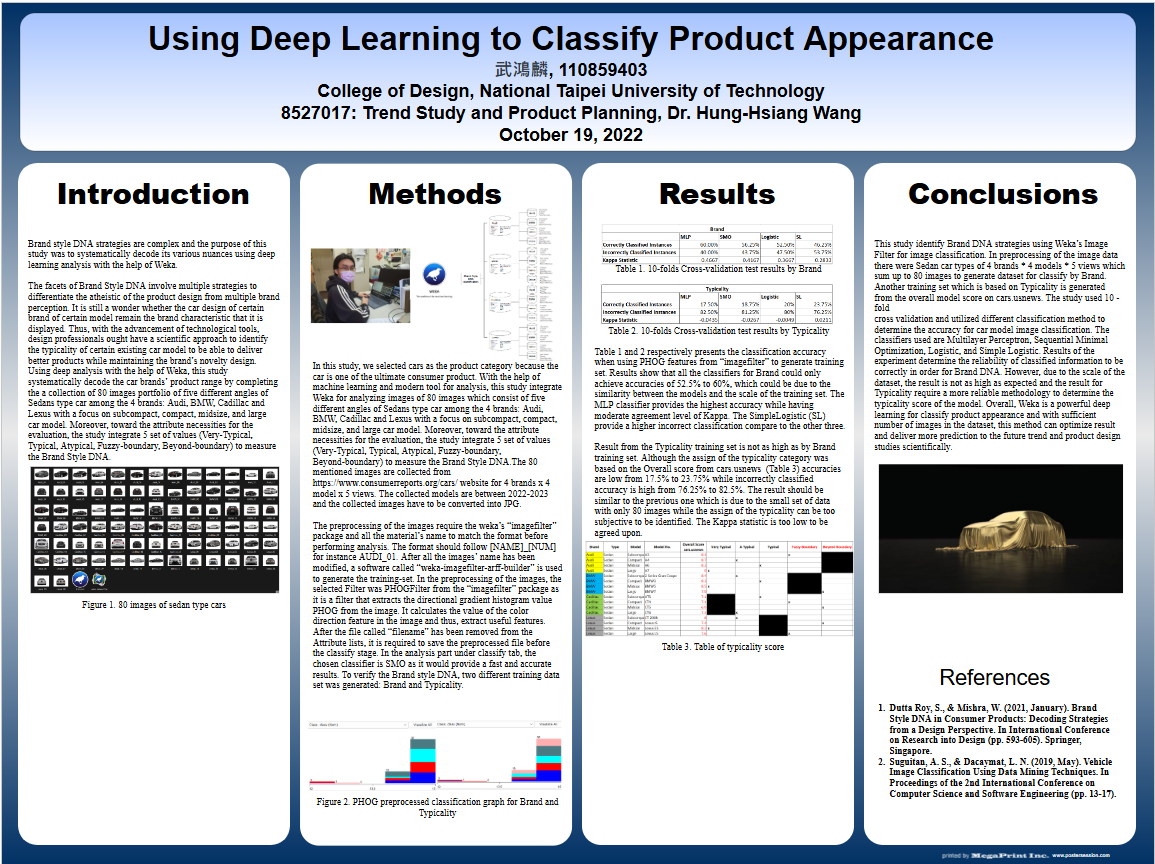 Using Deep Learning to Classify Product Appearance
武鴻麟, 110859403
College of Design, National Taipei University of Technology
8527017: Trend Study and Product Planning, Dr. Hung-Hsiang Wang
October 19, 2022
Introduction
Brand style DNA strategies are complex and the purpose of this
study was to systematically decode its various nuances using deep
learning analysis with the help of Weka.
The facets of Brand Style DNA involve multiple strategies to
differentiate the atheistic of the product design from multiple brand
perception. It is still a wonder whether the car design of certain
brand of certain model remain the brand characteristic that it is
displayed. Thus, with the advancement of technological tools,
design professionals ought have a scientific approach to identify
the typicality of certain existing car model to be able to deliver
better products while maintaining the brand's novelty design.
Using deep analysis with the help of Weka, this study
systematically decode the car brands' product range by completing
the a collection of 80 images portfolio of five different angles of
Sedans type car among the 4 brands: Audi, BMW, Cadillac and
Lexus with a focus on subcompact, compact, midsize, and large
car model. Moreover, toward the attribute necessities for the
evaluation, the study integrate 5 set of values (Very-Typical,
Typical, Atypical, Fuzzy-boundary, Beyond-boundary) to measure
the Brand Style DNA.
Figure 1. 80 images of sedan type cars
Methods
WEKA
In this study, we selected cars as the product category because the
car is one of the ultimate consumer product. With the help of
machine learning and modern tool for analysis, this study integrate
Weka for analyzing images of 80 images which consist of five
different angles of Sedans type car among the 4 brands: Audi,
BMW, Cadillac and Lexus with a focus on subcompact, compact,
midsize, and large car model. Moreover, toward the attribute
necessities for the evaluation, the study integrate 5 set of values
(Very-Typical, Typical, Atypical, Fuzzy-boundary,
Beyond-boundary) to measure the Brand Style DNA.The 80
mentioned images are collected from
https://www.consumerreports.org/cars/ website for 4 brands x 4
model x 5 views. The collected models are between 2022-2023
and the collected images have to be converted into JPG.
The preprocessing of the images require the weka's "imagefilter"
package and all the material's name to match the format before
performing analysis. The format should follow [NAME]_[NUM]
for instance AUDI_01. After all the images' name has been
modified, a software called "weka-imagefilter-arff-builder" is used
to generate the training-set. In the preprocessing of the images, the
selected Filter was PHOGFilter from the "imagefilter" package as
it is a filter that extracts the directional gradient histogram value
PHOG from the image. It calculates the value of the color
direction feature in the image and thus, extract useful features.
After the file called "filename" has been removed from the
Attribute lists, it is required to save the preprocessed file before
the classify stage. In the analysis part under classify tab, the
chosen classifier is SMO as it would provide a fast and accurate
results. To verify the Brand style DNA, two different training data
set was generated: Brand and Typicality.
Figure 2. PHOG preprocessed classification graph for Brand and
Typicality
Results
Brand
MLP SMO Logistic SL
Correctly Classified Instances 60.00% 56.25% 52.50% 46.25%
Incorrectly Classified Instances 40.00% 43.75% 47.50% 53.75%
Kappa Statistic 0.4667 0.4167 0.3667 0.2833
Table 1. 10-folds Cross-validation test results by Brand
Typicality
MLP SMO Logistic SL
Correctly Classified Instances 17.50% 18.75% 20% 23.75%
Incorrectly Classified Instances 82.50% 81.25% 80% 76.25%
Kappa Statistic -0.0435 -0.0267 -0.0049 0.0211
Table 2. 10-folds Cross-validation test results by Typicality
Table 1 and 2 respectively presents the classification accuracy
when using PHOG features from "imagefilter" to generate training
set. Results show that all the classifiers for Brand could only
achieve accuracies of 52.5% to 60%, which could be due to the
similarity between the models and the scale of the training set. The
MLP classifier provides the highest accuracy while having
moderate agreement level of Kappa. The SimpleLogistic (SL)
provide a higher incorrect classification compare to the other three.
Result from the Typicality training set is not as high as by Brand
training set. Although the assign of the typicality category was
based on the Overall score from cars.usnews  (Table 3) accuracies
are low from 17.5% to 23.75% while incorrectly classified
accuracy is high from 76.25% to 82.5%. The result should be
similar to the previous one which is due to the small set of data
with only 80 images while the assign of the typicality can be too
subjective to be identified. The Kappa statistic is too low to be
agreed upon.
Table 3. Table of typicality score
Conclusions
This study identify Brand DNA strategies using Weka's Image
Filter for image classification. In preprocessing of the image data
there were Sedan car types of 4 brands * 4 models * 5 views which
sum up to 80 images to generate dataset for classify by Brand.
Another training set which is based on Typicality is generated
from the overall model score on cars.usnews. The study used 10 -
fold
cross validation and utilized different classification method to
determine the accuracy for car model image classification. The
classifiers used are Multilayer Perceptron, Sequential Minimal
Optimization, Logistic, and Simple Logistic. Results of the
experiment determine the reliability of classified information to be
correctly in order for Brand DNA. However, due to the scale of the
dataset, the result is not as high as expected and the result for
Typicality require a more reliable methodology to determine the
typicality score of the model. Overall, Weka is a powerful deep
learning for classify product appearance and with sufficient
number of images in the dataset, this method can optimize result
and deliver more prediction to the future trend and product design
studies scientifically.
References
1. Dutta Roy, S., & Mishra, W. (2021, January). Brand
Style DNA in Consumer Products: Decoding Strategies
from a Design Perspective. In International Conference
on Research into Design (pp. 593-605). Springer,
Singapore.
2. Suguitan, A. S., & Dacaymat, L. N. (2019, May). Vehicle
Image Classification Using Data Mining Techniques. In
Proceedings of the 2nd International Conference on
Computer Science and Software Engineering (pp. 13-17).
printed by MegaPrint Inc. www.postersession.com